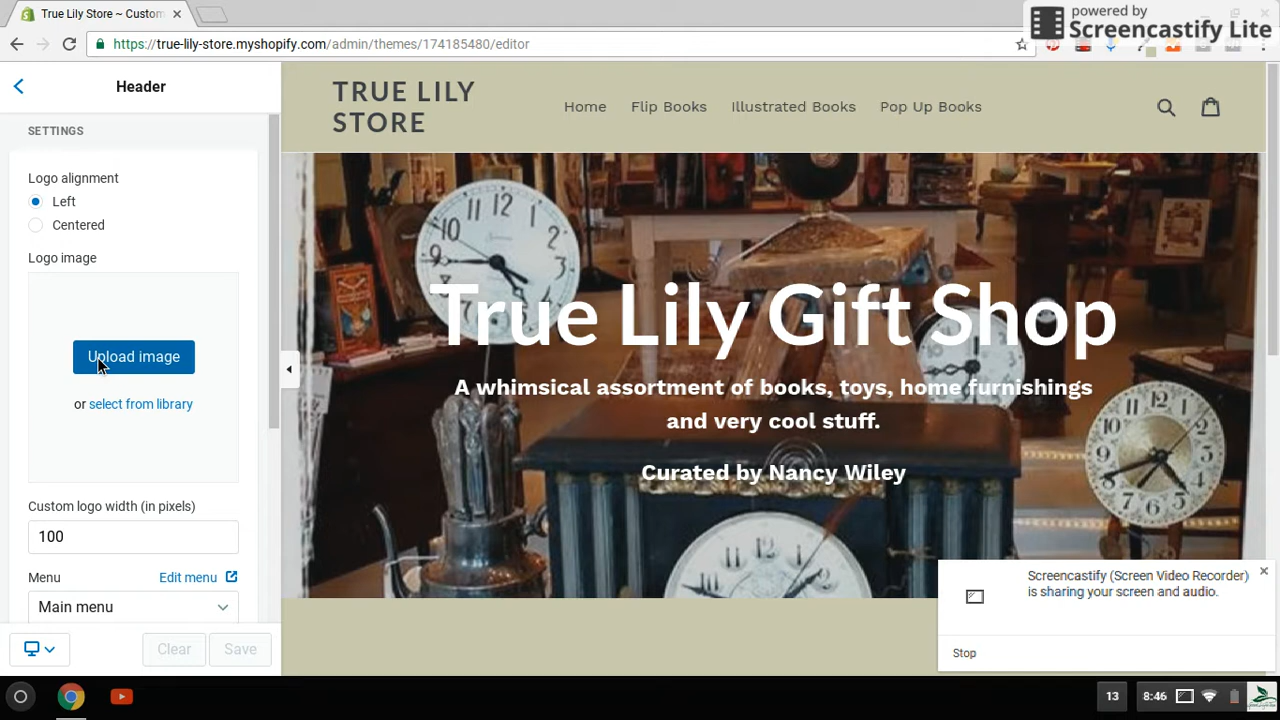 True Lily Store ~ Custom
powered by
Screencastify Lite
https://true-lily-store.myshopify.com/admin/themes/174185480/editor
Header
SETTINGS
Logo alignment
Left
Centered
Logo image
Upload image
or select from library
Custom logo width (in pixels)
100
Menu
Edit menu
Main menu
Clear
Save
TRUE LILY
STORE
Home
Flip Books
Illustrated Books
Pop Up Books
True Lily Gift Shop
A whimsical assortment of books, toys, home furnishings
and very cool stuff.
Curated by Nancy Wiley
Screencastify (Screen Video Recorder)
is sharing your screen and audio.
Stop
13
8:46